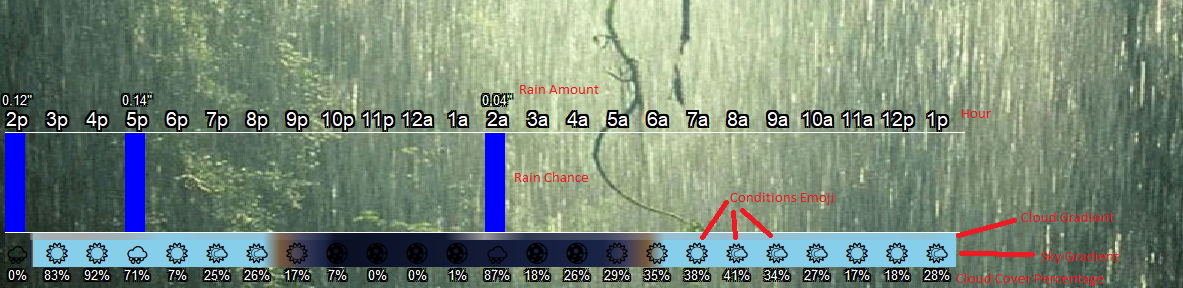 0.12" 0.14" 0.04" Rain Amount
2p 3p 4p 5p 6p 7p 8p 9p 10p 11p 12a 1a 2a 3a 4a 5a 6a 7a 8a 9a 10a 11a 12p 1p Hour
Rain Chance
Conditions Emoji
Cloud Gradient
Sky Gradient
0% 83% 92% 71% 7% 25% 26% 17% 7% 0% 0% 1% 87% 18% 26% 29% 35% 38% 41% 34% 27% 17% 18% 28% Cloud Cover Percentage